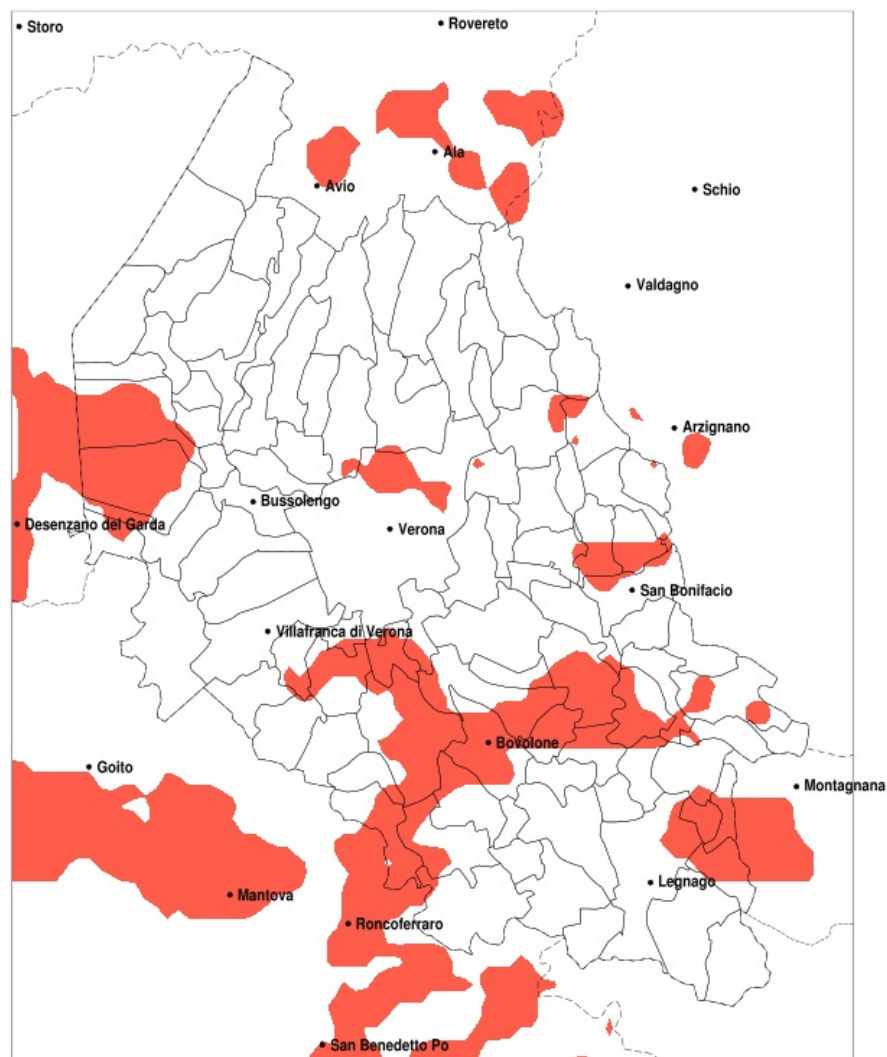 Storo
Rovereto
Ala
Avio
Schio
Valdagno
Arzignano
Bussolengo
Desenzano del Garda
Verona
San Bonifacio
Villafranca di Verona
Bovolone
Goito
Montagnana
Legnago
Mantova
Roncoferraro
San Benedetto Po